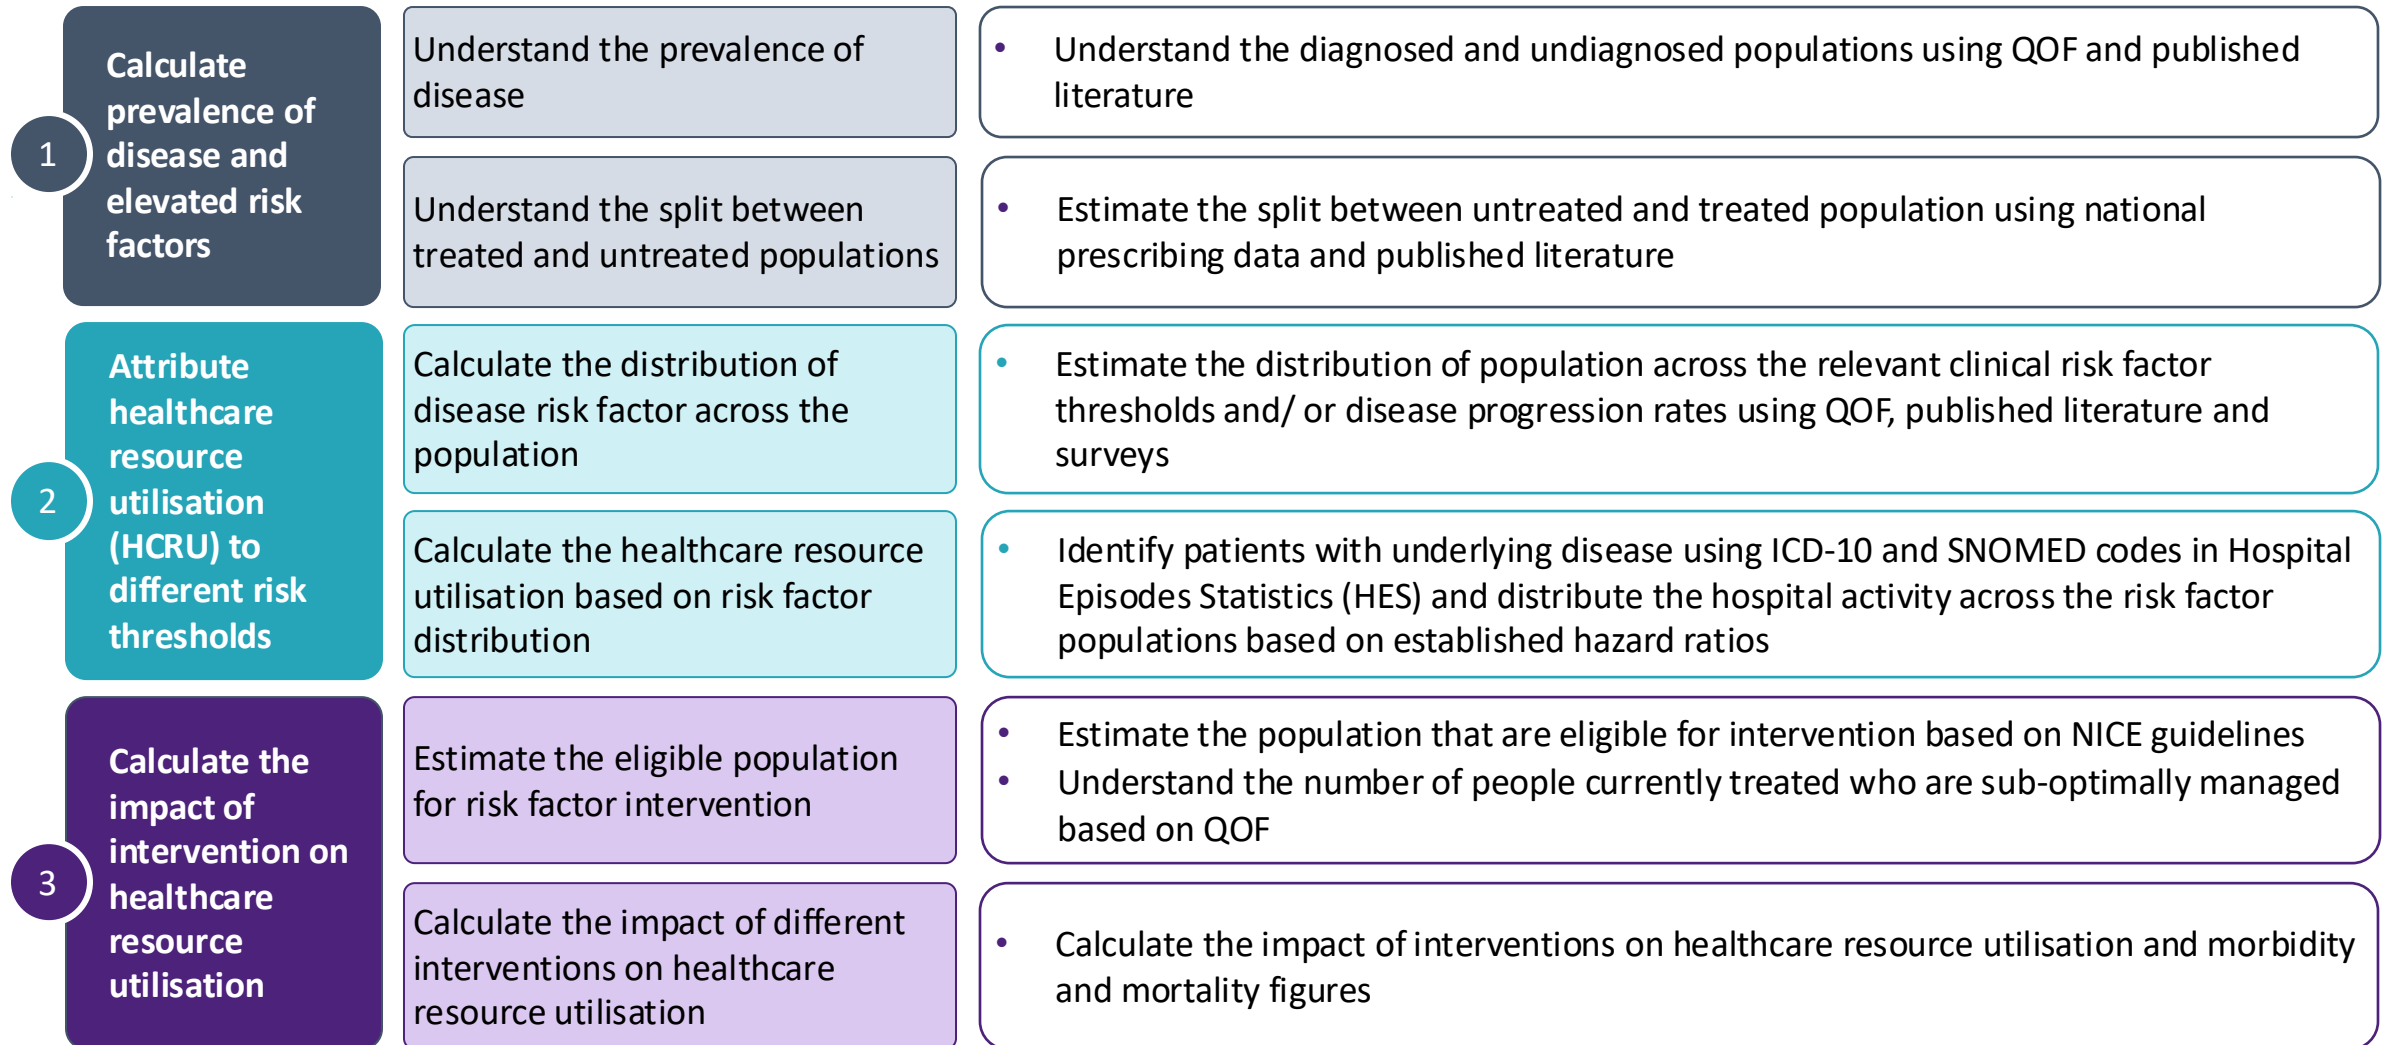 1
Calculate
prevalence of
disease and
elevated risk
factors
Understand the prevalence of
disease
• Understand the diagnosed and undiagnosed populations using QOF and published
literature
Understand the split between
treated and untreated populations
• Estimate the split between untreated and treated population using national
prescribing data and published literature
2
Attribute
healthcare
resource
utilisation
(HCRU) to
different risk
thresholds
Calculate the distribution of
disease risk factor across the
population
• Estimate the distribution of population across the relevant clinical risk factor
thresholds and/ or disease progression rates using QOF, published literature and
surveys
Calculate the healthcare resource
utilisation based on risk factor
distribution
• Identify patients with underlying disease using ICD-10 and SNOMED codes in Hospital
Episodes Statistics (HES) and distribute the hospital activity across the risk factor
populations based on established hazard ratios
3
Calculate the
impact of
intervention on
healthcare
resource
utilisation
Estimate the eligible population
for risk factor intervention
• Estimate the population that are eligible for intervention based on NICE guidelines
• Understand the number of people currently treated who are sub-optimally managed
based on QOF
Calculate the impact of different
interventions on healthcare
resource utilisation
• Calculate the impact of interventions on healthcare resource utilisation and morbidity
and mortality figures